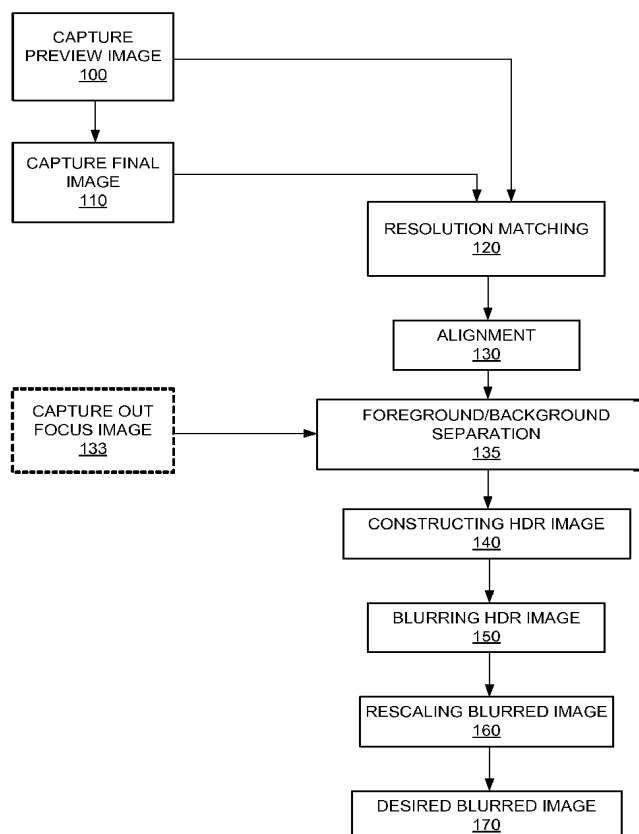 CAPTURE
PREVIEW IMAGE
100
CAPTURE FINAL
IMAGE
110
RESOLUTION MATCHING
120
ALIGNMENT
130
CAPTURE OUT
FOCUS IMAGE
133
FOREGROUND/BACKGROUND
SEPARATION
135
CONSTRUCTING HDR IMAGE
140
BLURRING HDR IMAGE
150
RESCALING BLURRED IMAGE
160
DESIRED BLURRED IMAGE
170